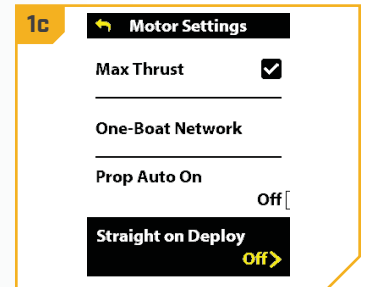 1c
Motor Settings
Max Thrust
One-Boat Network
Prop Auto On
Off
Straight on Deploy
Off